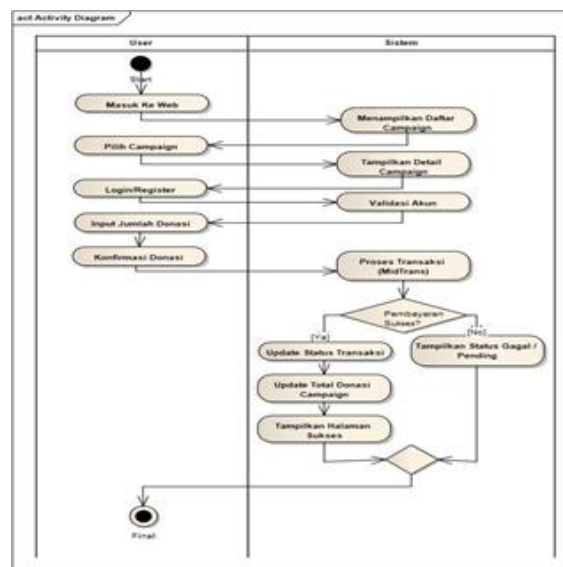 act Activity Diagram
User
Sistem
Start
Masuk Ke Web
Menampilkan Daftar
Campaign
Pilih Campaign
Tampilkan Detail
Campaign
Login/Register
Validasi Akun
Input Jumlah Donasi
Konfirmasi Donasi
Proses Transaksi
(MidTrans)
Pembayaran
Sukses?
[Ya]
[No]
Update Status Transaksi
Tampilkan Status Gagal /
Pending
Update Total Donasi
Campaign
Tampilkan Halaman
Sukses
Final